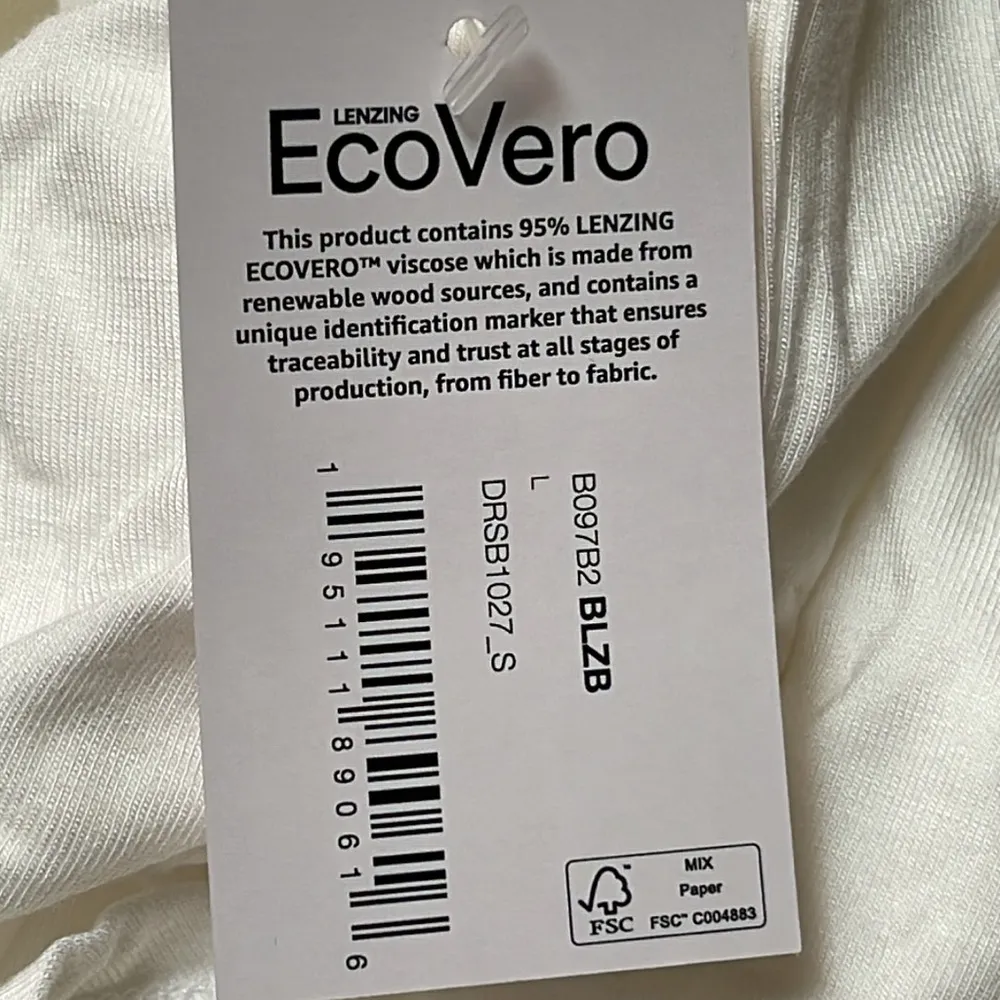 LENZING
EcoVero
This product contains 95% LENZING
ECOVERO™ viscose which is made from
renewable wood sources, and contains a
unique identification marker that ensures
traceability and trust at all stages of
production, from fiber to fabric.
B097B2 BLZB
L
DRSB1027_S
1 95111 89061 6
MIX
Paper
FSC™ C004883
FSC™